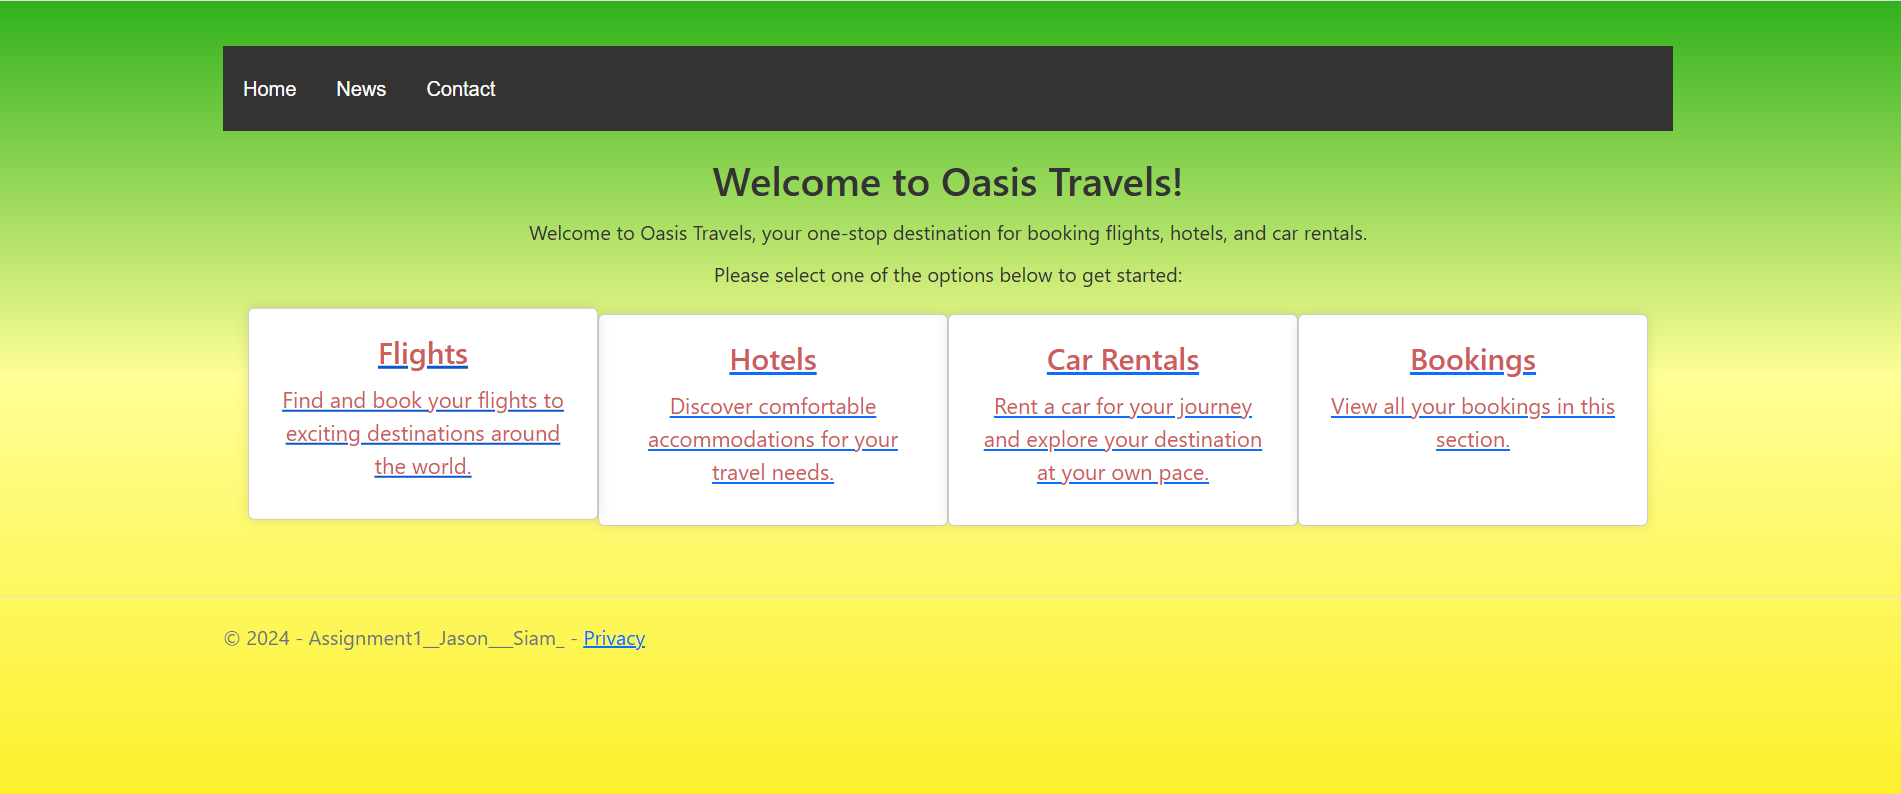 Home News Contact
Welcome to Oasis Travels!
Welcome to Oasis Travels, your one-stop destination for booking flights, hotels, and car rentals.
Please select one of the options below to get started:
Flights
Find and book your flights to
exciting destinations around
the world.
Hotels
Discover comfortable
accommodations for your
travel needs.
Car Rentals
Rent a car for your journey
and explore your destination
at your own pace.
Bookings
View all your bookings in this
section.
© 2024 - Assignment1__Jason___Siam_ - Privacy